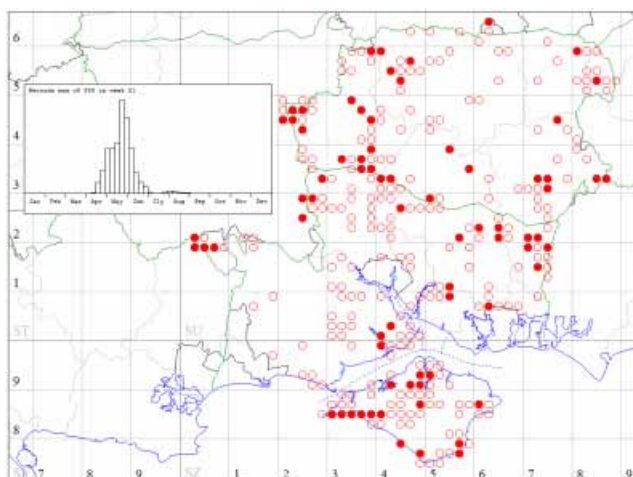 6
Records max of 398 in week 21
5
4
Jan Feb Mar Apr May Jun Jly Aug Sep Oct Nov Dec
3
2
ST
SU
1
0
9
8
7 8 9 SZ 1 2 3 4 5 6 7 8 9